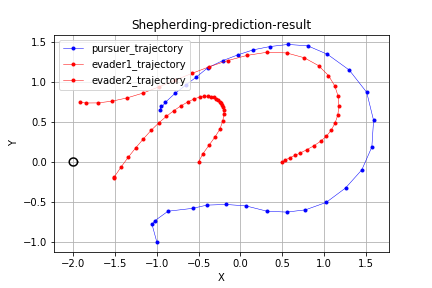 Shepherding-prediction-result
1.5
1.0
0.5
0.0
−0.5
−1.0
Y
pursuer_trajectory
evader1_trajectory
evader2_trajectory
−2.0 −1.5 −1.0 −0.5 0.0 0.5 1.0 1.5
X